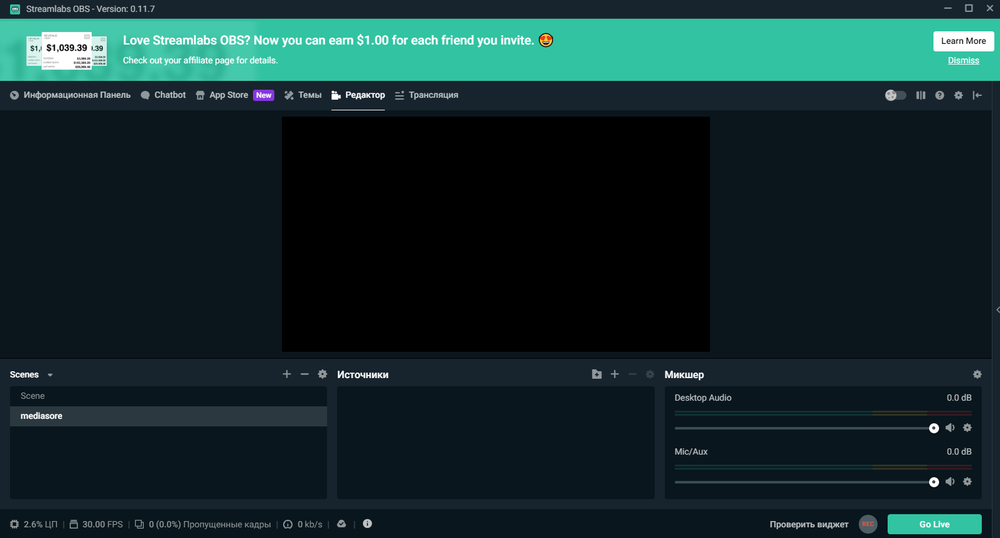 Streamlabs OBS - Version: 0.11.7
REVENUE
$1,039.39
Love Streamlabs OBS? Now you can earn $1.00 for each friend you invite.
Check out your affiliate page for details.
Learn More
Dismiss
Информационная Панель Chatbot App Store New Темы Редактор Трансляция
Scenes
Scene
mediasore
Источники
Микшер
Desktop Audio 0.0 dB
Mic/Aux 0.0 dB
2.6% ЦП | 30.00 FPS | 0 (0.0%) Пропущенные кадры | 0 kb/s | |
Проверить виджет REC Go Live